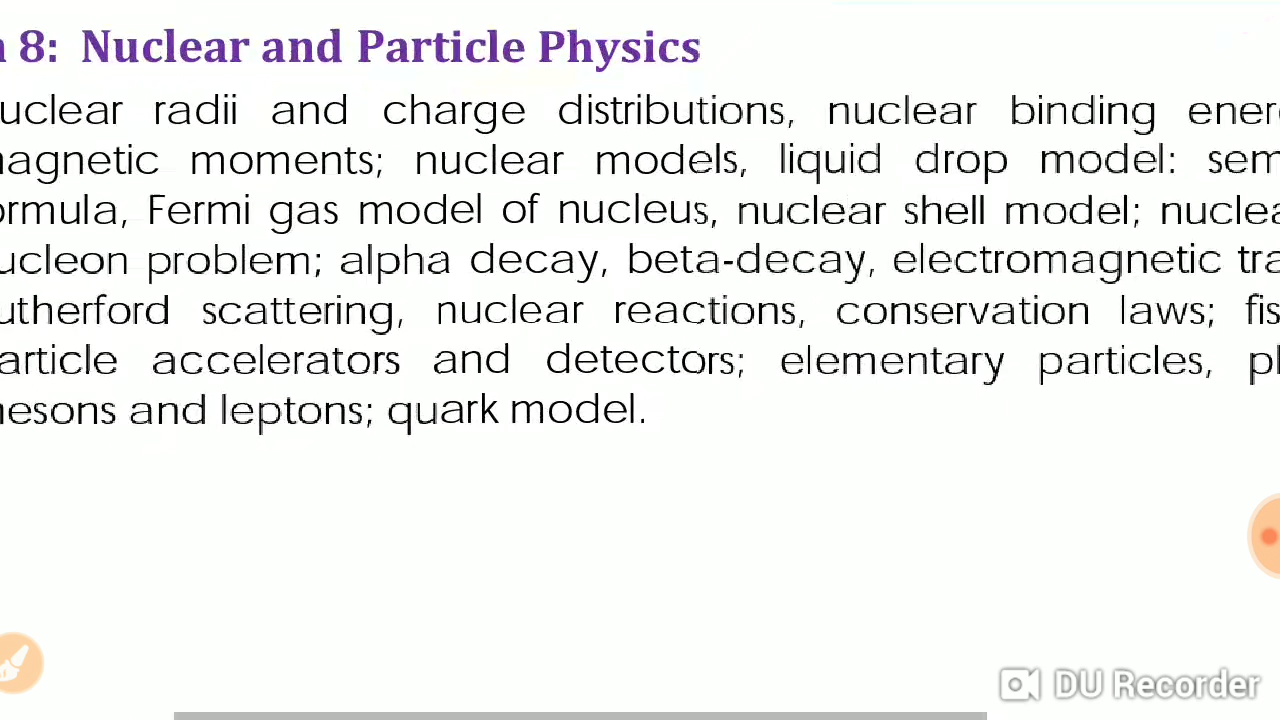 8: Nuclear and Particle Physics
uclear radii and charge distributions, nuclear binding ener
agnetic moments; nuclear models, liquid drop model: sem
ormula, Fermi gas model of nucleus, nuclear shell model; nuclea
ucleon problem; alpha decay, beta-decay, electromagnetic tra
utherford scattering, nuclear reactions, conservation laws; fis
article accelerators and detectors; elementary particles, p
esons and leptons; quark model.
DU Recorder